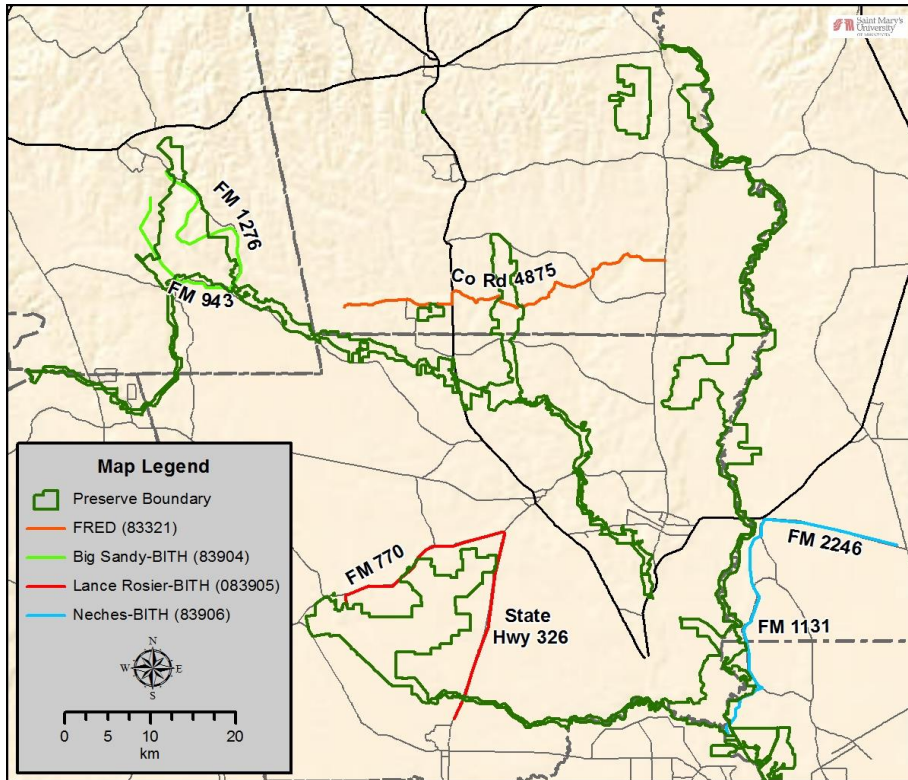 Saint Mary's
University
FM 1276
Co Rd 4875
FM 943
Map Legend
Preserve Boundary
FRED (83321)
Big Sandy-BITH (83904)
Lance Rosier-BITH (083905)
Neches-BITH (83906)
N
W E
S
0 5 10 20
km
FM 770
State
Hwy 326
FM 2246
FM 1131